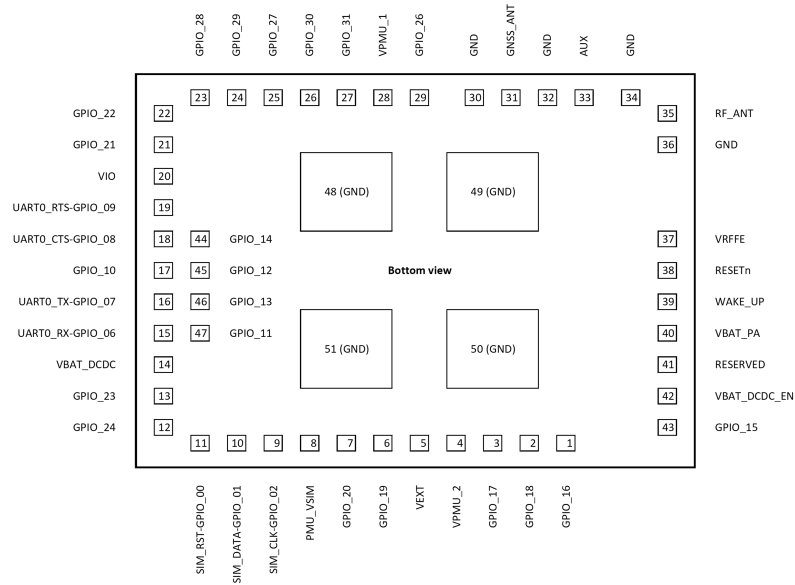 GPIO_28
GPIO_29
GPIO_27
GPIO_30
GPIO_31
VPMU_1
GPIO_26
GND
GNSS_ANT
GND
AUX
GND
23 24 25 26 27 28 29 30 31 32 33 34
GPIO_22 22 35 RF_ANT
GPIO_21 21 36 GND
VIO 20
48 (GND) 49 (GND)
UART0_RTS-GPIO_09 19
UART0_CTS-GPIO_08 18 44 GPIO_14 37 VRFFE
GPIO_10 17 45 GPIO_12 Bottom view 38 RESETn
UART0_TX-GPIO_07 16 46 GPIO_13 39 WAKE_UP
UART0_RX-GPIO_06 15 47 GPIO_11 40 VBAT_PA
51 (GND) 50 (GND)
VBAT_DCDC 14 41 RESERVED
GPIO_23 13 42 VBAT_DCDC_EN
GPIO_24 12 43 GPIO_15
11 10 9 8 7 6 5 4 3 2 1
SIM_RST-GPIO_00
SIM_DATA-GPIO_01
SIM_CLK-GPIO_02
PMU_VSIM
GPIO_20
GPIO_19
VEXT
VPMU_2
GPIO_17
GPIO_18
GPIO_16